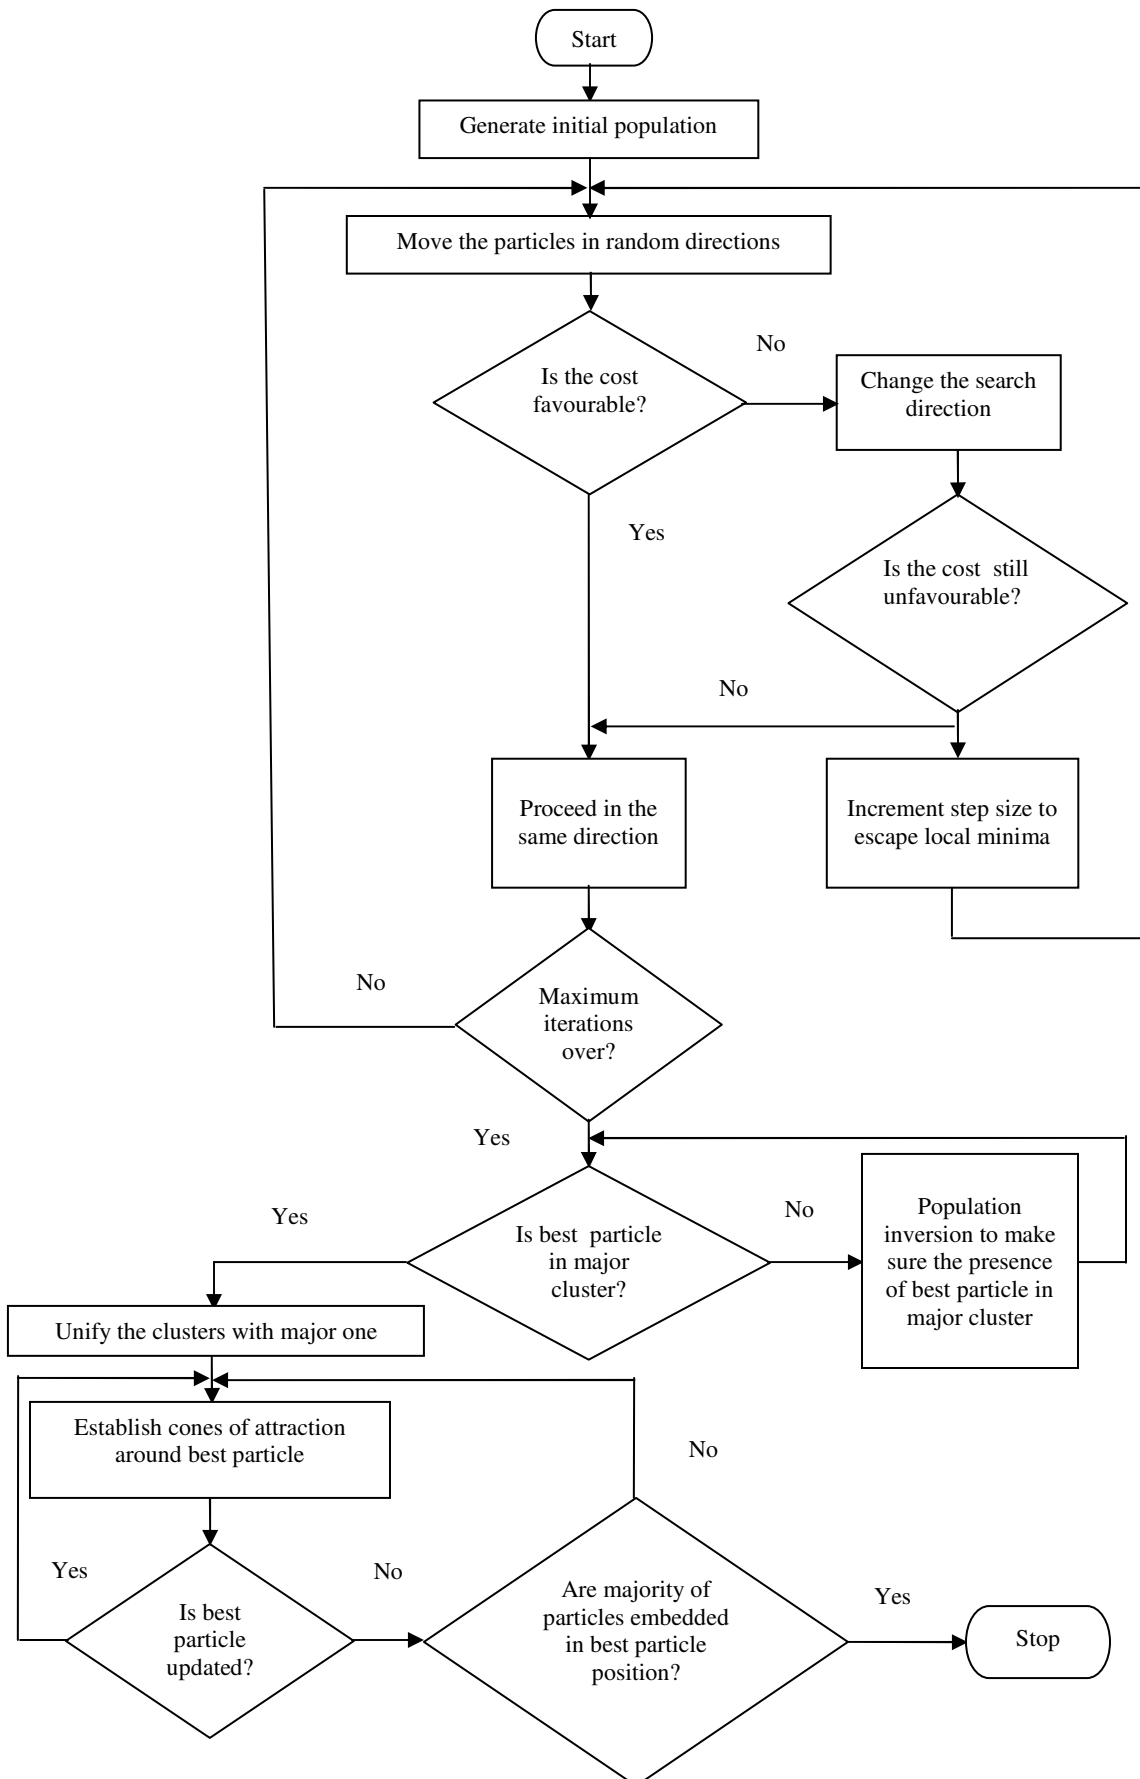 Start
Generate initial population
Move the particles in random directions
No
Is the cost
favourable?
Change the search
direction
Yes
Is the cost  still
unfavourable?
No
Proceed in the
same direction
Increment step size to
escape local minima
No
Maximum
iterations
over?
Yes
Yes
Is best  particle
in major
cluster?
No
Population
inversion to make
sure the presence
of best particle in
major cluster
Unify the clusters with major one
Establish cones of attraction
around best particle
No
Yes
Is best
particle
updated?
No
Are majority of
particles embedded
in best particle
position?
Yes
Stop